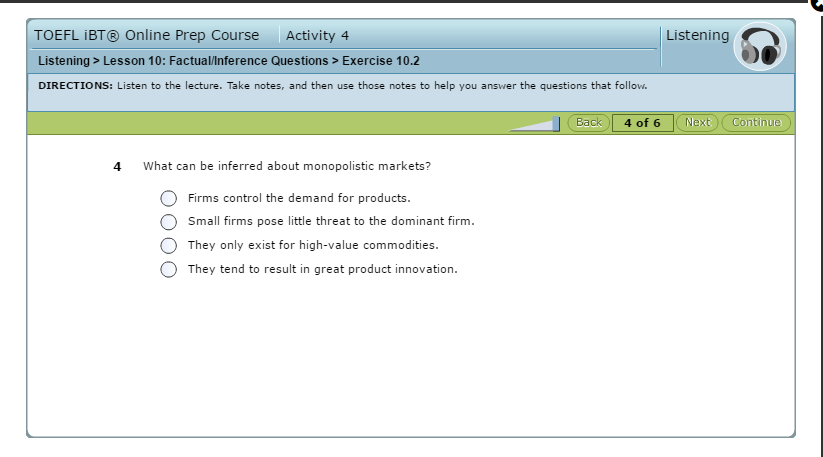 TOEFL iBT® Online Prep Course Activity 4 Listening
Listening > Lesson 10: Factual/Inference Questions > Exercise 10.2
DIRECTIONS: Listen to the lecture. Take notes, and then use those notes to help you answer the questions that follow.
Back 4 of 6 Next Continue
4 What can be inferred about monopolistic markets?
Firms control the demand for products.
Small firms pose little threat to the dominant firm.
They only exist for high-value commodities.
They tend to result in great product innovation.